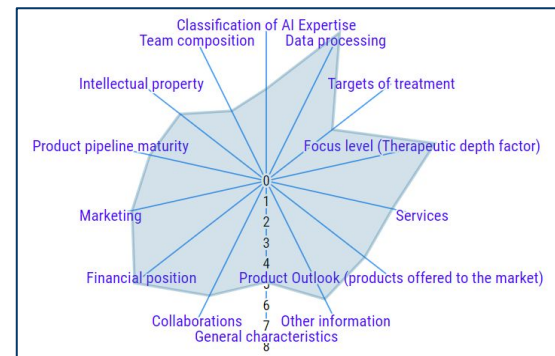 Classification of AI Expertise
Team composition
Data processing
Intellectual property
Targets of treatment
Product pipeline maturity
Focus level (Therapeutic depth factor)
0
1
Marketing
Services
2
3
4
Financial position
Product Outlook (products offered to the market)
5
6
Collaborations
Other information
7
General characteristics
8